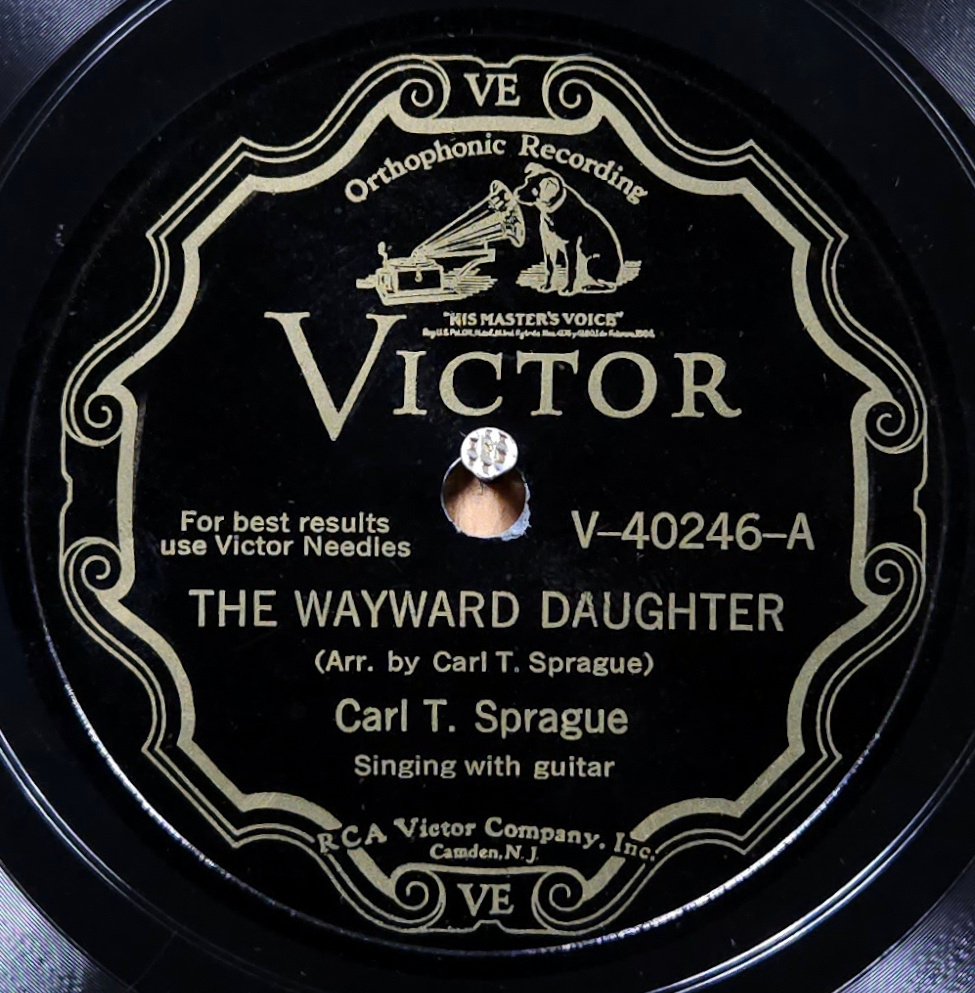 VE
Orthophonic Recording
"HIS MASTER'S VOICE"
VICTOR
For best results
use Victor Needles
V-40246-A
THE WAYWARD DAUGHTER
(Arr. by Carl T. Sprague)
Carl T. Sprague
Singing with guitar
RCA Victor Company, Inc.
Camden, N. J.
VE